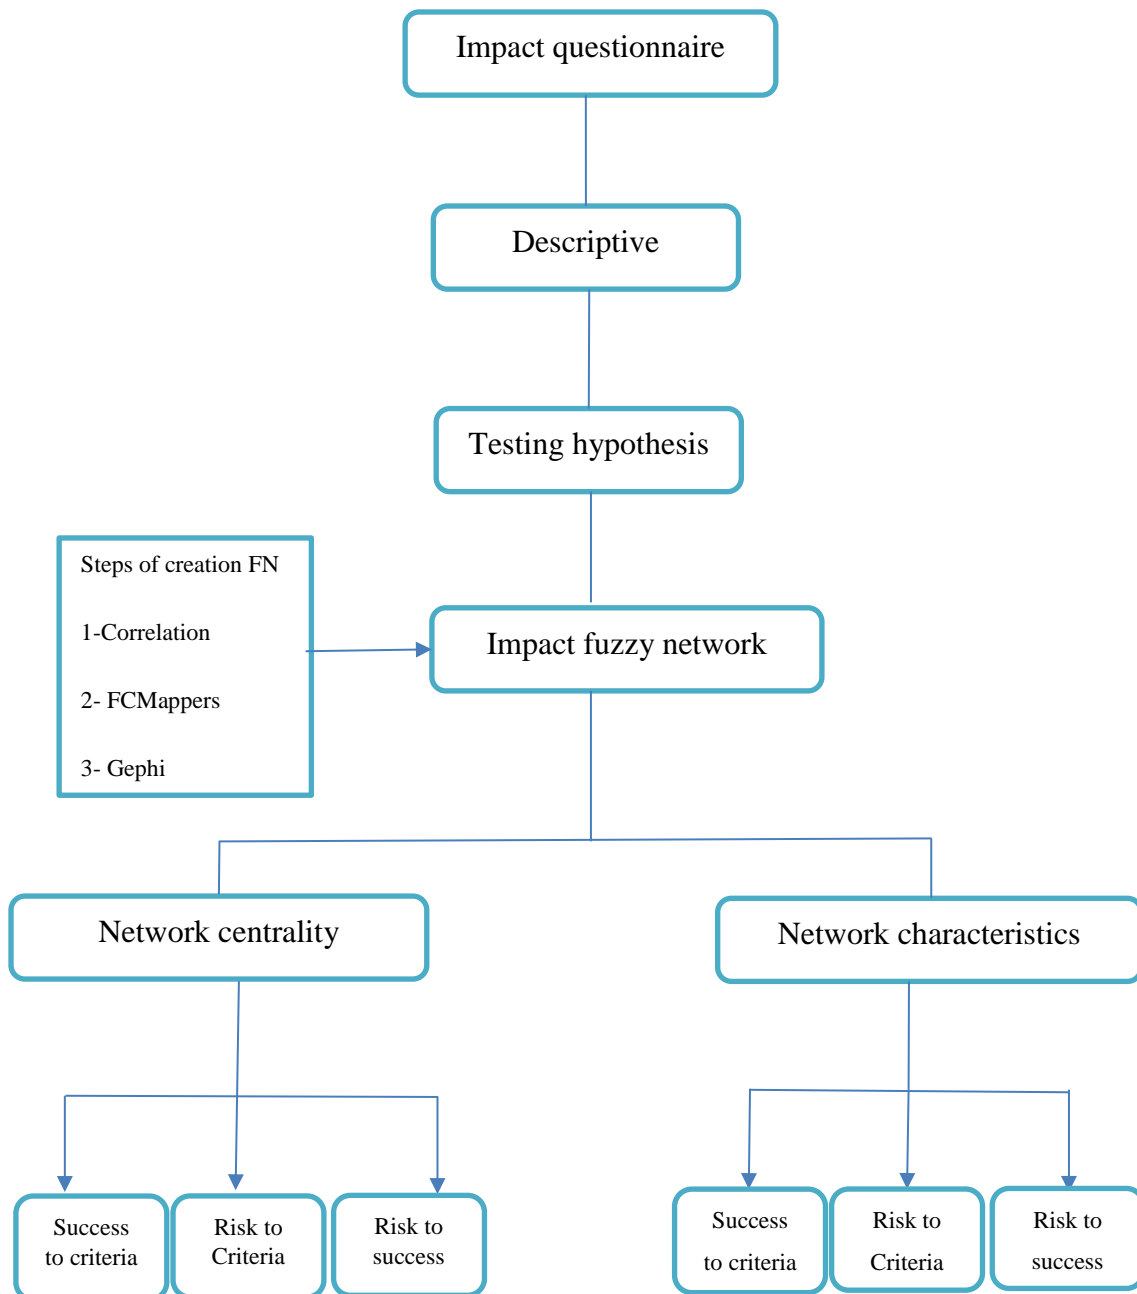 Impact questionnaire
Descriptive
Testing hypothesis
Steps of creation FN
1-Correlation
2- FCMappers
3- Gephi
Impact fuzzy network
Network centrality
Network characteristics
Success
to criteria
Risk to
Criteria
Risk to
success
Success
to criteria
Risk to
Criteria
Risk to
success